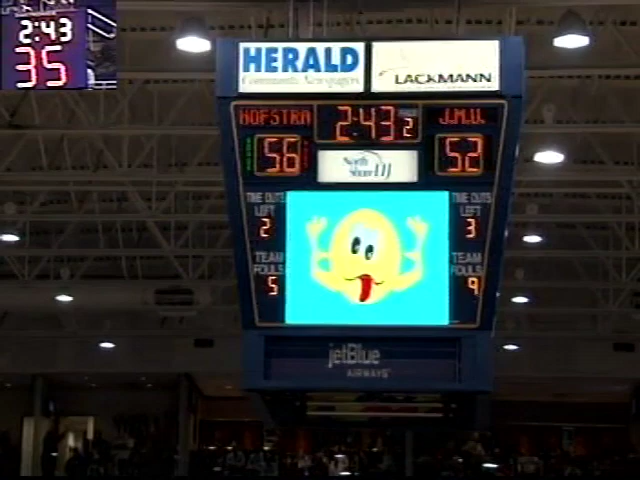 2:43
35
HERALD
Community Newspapers
LACKMANN
HOFSTRA 2:43 2 J.M.U.
56 52
North Shore LIJ
TIME OUTS LEFT 2
TIME OUTS LEFT 3
TEAM FOULS 5
TEAM FOULS 9
jetBlue
AIRWAYS